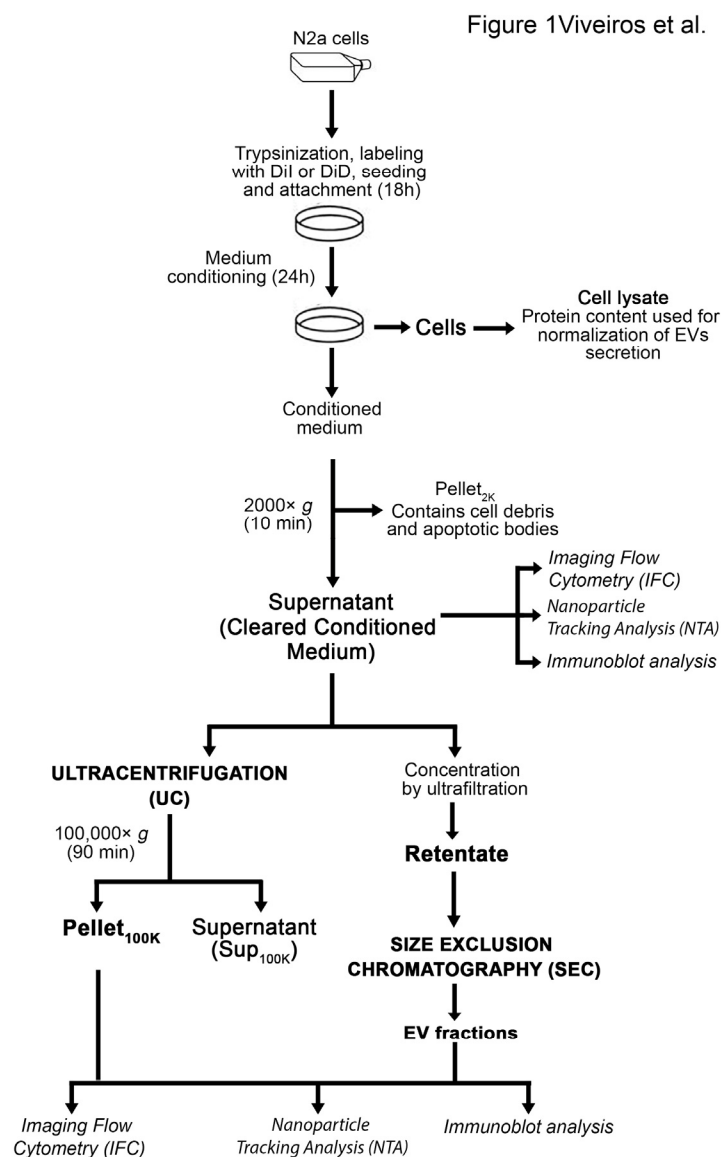 Figure 1Viveiros et al.
N2a cells
Trypsinization, labeling
with DiI or DiD, seeding
and attachment (18h)
Medium
conditioning (24h)
Cells
Cell lysate
Protein content used for
normalization of EVs
secretion
Conditioned
medium
2000× g
(10 min)
Pellet2K
Contains cell debris
and apoptotic bodies
Supernatant
(Cleared Conditioned
Medium)
Imaging Flow
Cytometry (IFC)
Nanoparticle
Tracking Analysis (NTA)
Immunoblot analysis
ULTRACENTRIFUGATION
(UC)
100,000× g
(90 min)
Pellet100K
Supernatant
(Sup100K)
Concentration
by ultrafiltration
Retentate
SIZE EXCLUSION
CHROMATOGRAPHY (SEC)
EV fractions
Imaging Flow
Cytometry (IFC)
Nanoparticle
Tracking Analysis (NTA)
Immunoblot analysis